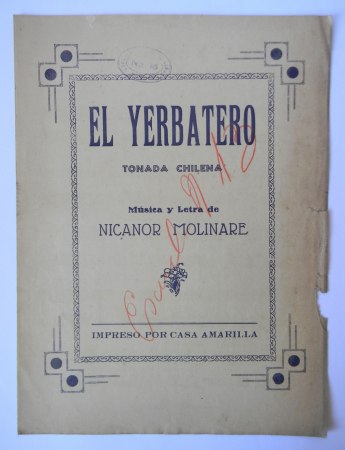 EL YERBATERO
TONADA CHILENA
Música y Letra de
NICANOR MOLINARE
IMPRESO POR CASA AMARILLA